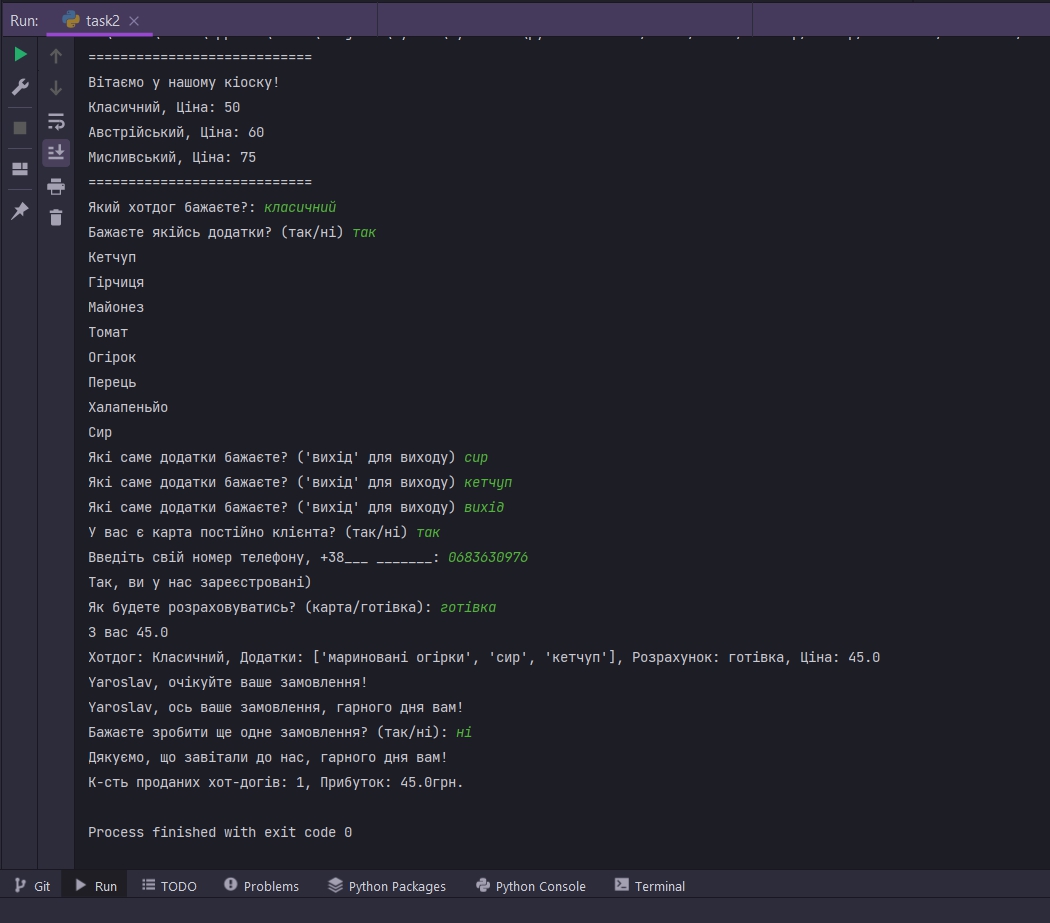 Run: task2
===========================
Вітаємо у нашому кіоску!
Класичний, Ціна: 50
Австрійський, Ціна: 60
Мисливський, Ціна: 75
===========================
Який хотдог бажаєте?: класичний
Бажаєте якійсь додатки? (так/ні) так
Кетчуп
Гірчиця
Майонез
Томат
Огірок
Перець
Халапеньйо
Сир
Які саме додатки бажаєте? ('вихід' для виходу) сир
Які саме додатки бажаєте? ('вихід' для виходу) кетчуп
Які саме додатки бажаєте? ('вихід' для виходу) вихід
У вас є карта постійно клієнта? (так/ні) так
Введіть свій номер телефону, +38___ _______: 0683630976
Так, ви у нас зареєстровані)
Як будете розраховуватись? (карта/готівка): готівка
З вас 45.0
Хотдог: Класичний, Додатки: ['мариновані огірки', 'сир', 'кетчуп'], Розрахунок: готівка, Ціна: 45.0
Yaroslav, очікуйте ваше замовлення!
Yaroslav, ось ваше замовлення, гарного дня вам!
Бажаєте зробити ще одне замовлення? (так/ні): ні
Дякуємо, що завітали до нас, гарного дня вам!
К-сть проданих хот-догів: 1, Прибуток: 45.0грн.
Process finished with exit code 0
Git Run TODO Problems Python Packages Python Console Terminal